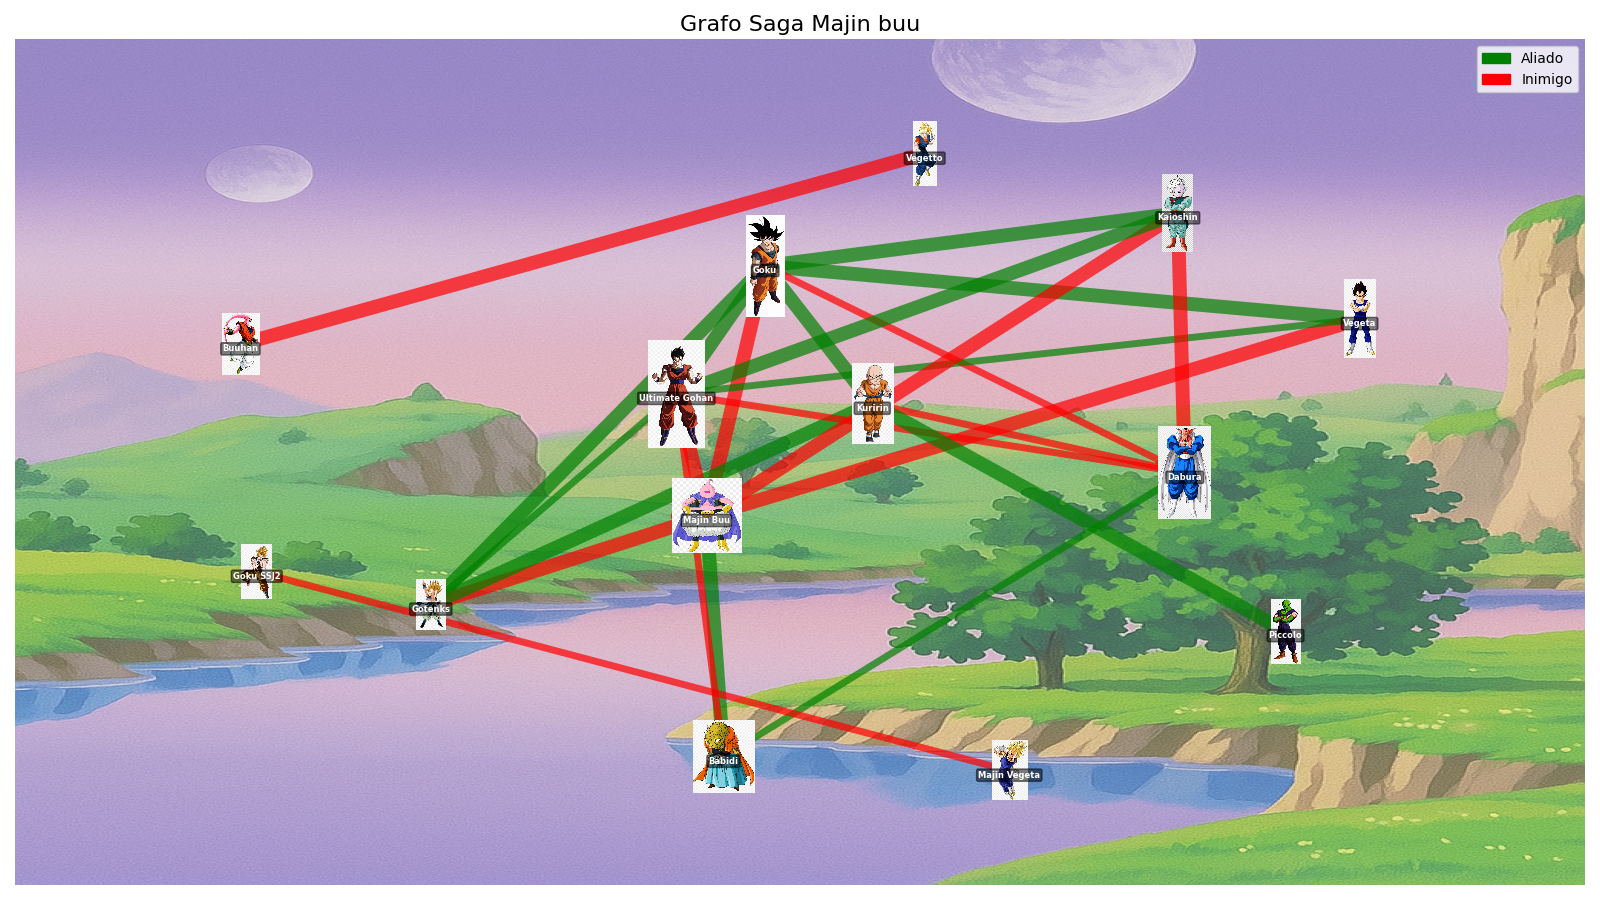 Grafo Saga Majin buu
Aliado
Inimigo
Vegetto
Kaioshin
Goku
Vegeta
Buuhan
Ultimate Gohan
Kuririn
Dabura
Majin Buu
Goku SSJ2
Gotenks
Piccolo
Babidi
Majin Vegeta